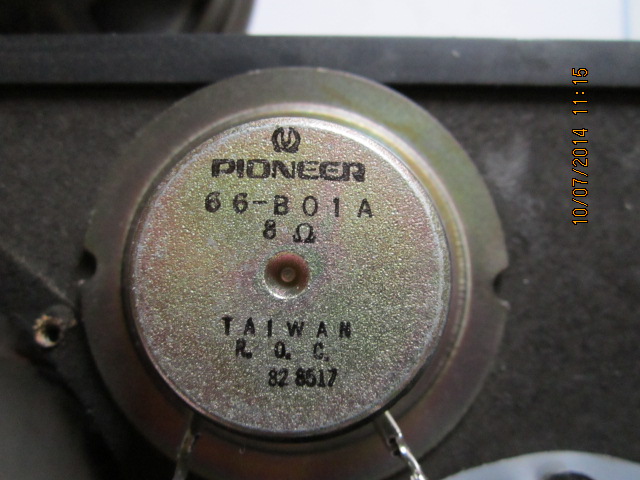 PIONEER
66-B01A
8 Ω
TAIWAN
R. O. C.
82 8517
10/07/2014 11:15